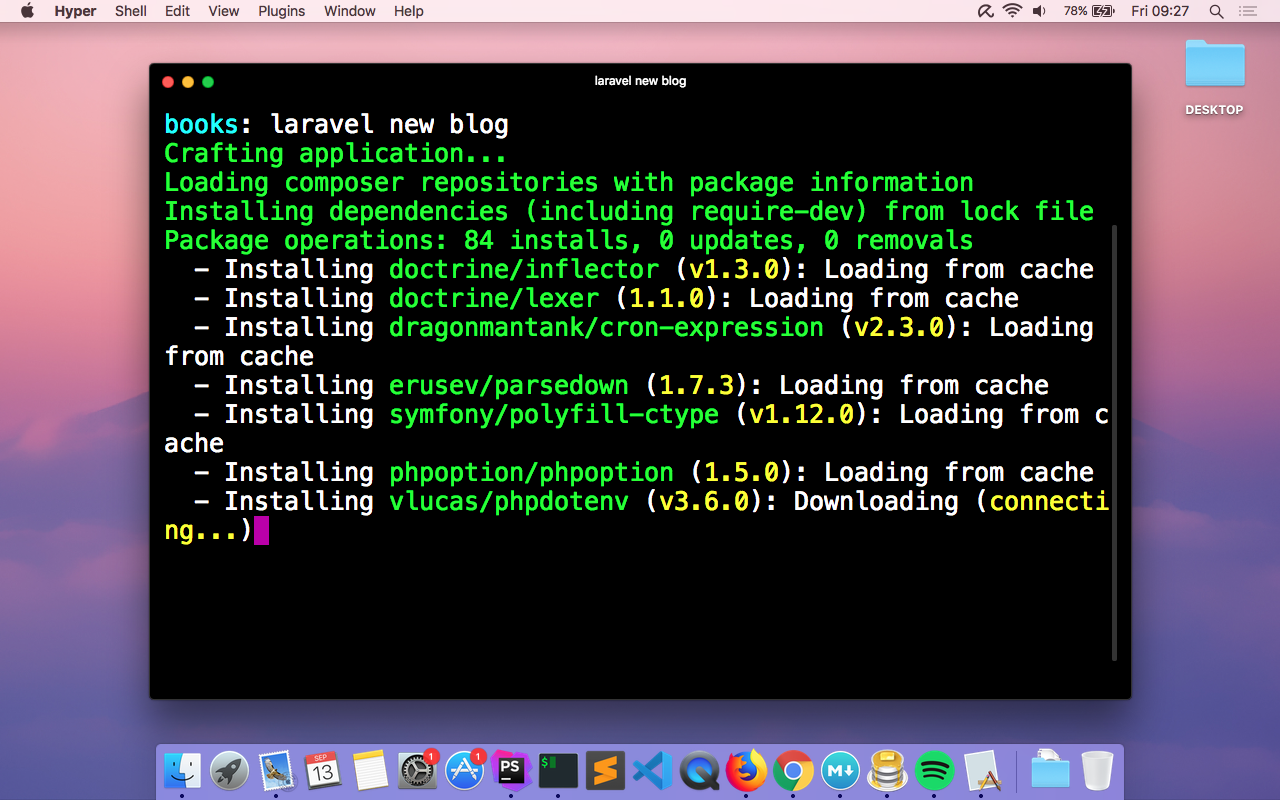 Hyper Shell Edit View Plugins Window Help 78% Fri 09:27
laravel new blog
DESKTOP
books: laravel new blog
Crafting application...
Loading composer repositories with package information
Installing dependencies (including require-dev) from lock file
Package operations: 84 installs, 0 updates, 0 removals
- Installing doctrine/inflector (v1.3.0): Loading from cache
- Installing doctrine/lexer (1.1.0): Loading from cache
- Installing dragonmantank/cron-expression (v2.3.0): Loading
from cache
- Installing erusev/parsedown (1.7.3): Loading from cache
- Installing symfony/polyfill-ctype (v1.12.0): Loading from c
ache
- Installing phpoption/phpoption (1.5.0): Loading from cache
- Installing vlucas/phpdotenv (v3.6.0): Downloading (connecti
ng...)
SEP
13
1
1
PS
$
M↓